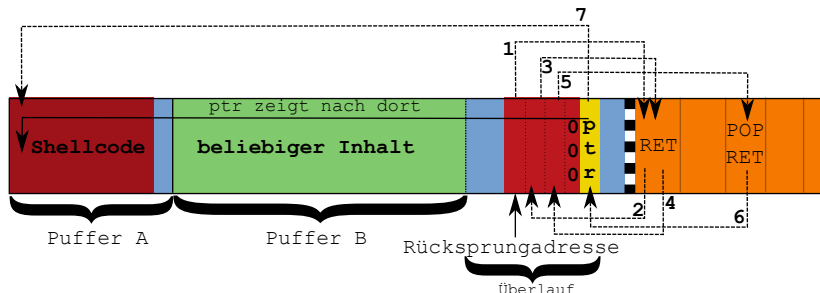 7
1
3
5
ptr zeigt nach dort
Shellcode
beliebiger Inhalt
0
0
0
p
t
r
RET
POP
RET
2
4
6
Puffer A
Puffer B
Rücksprungadresse
Überlauf